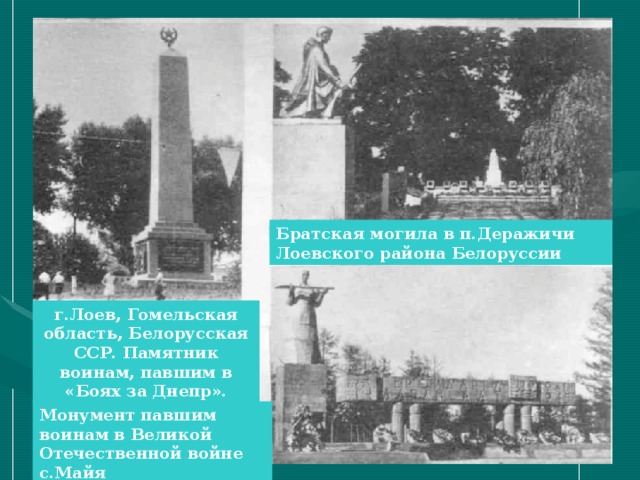 Братская могила в п.Деражичи
Лоевского района Белоруссии
г.Лоев, Гомельская
область, Белорусская
ССР. Памятник
воинам, павшим в
«Боях за Днепр».
Монумент павшим
воинам в Великой
Отечественной войне
с.Майя